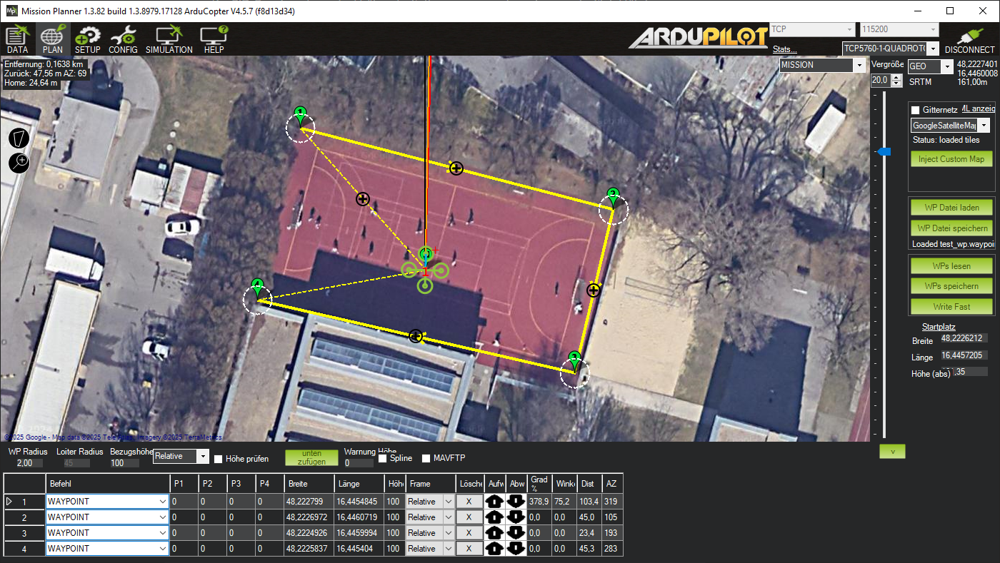 Mission Planner 1.3.82 build 1.3.8979.17128 ArduCopter V4.5.7 (f8d13d34)
DATA PLAN SETUP CONFIG SIMULATION HELP
ARDUPILOT
TCP 115200
Stats... TCP5760-1-QUADROTO DISCONNECT
Entfernung: 0,1638 km
Zurück: 47,56 m AZ: 69
Home: 24,64 m
MISSION
Vergröße
20,0
GEO
48,2227401
16,4460008
SRTM 161,00m
Gitternetz ML anzeig
GoogleSatelliteMap
Status: loaded tiles
Inject Custom Map
WP Datei laden
WP Datei speichern
Loaded test_wp.waypoi
WPs lesen
WPs speichern
Write Fast
Startplatz
Breite 48,2226212
Länge 16,4457205
Höhe (abs) ,35
1
2
3
4
©2025 Google - Map data ©2025 Tele Atlas, Imagery ©2025 TerraMetrics
WP Radius Loiter Radius Bezugshöhe
2,00 45 100 Relative
Höhe prüfen
unten zufügen
Warnung Höhe
0
Spline MAVFTP
v
Befehl P1 P2 P3 P4 Breite Länge Höh Frame Lösche Aufw Abw Grad % Winke Dist AZ
1 WAYPOINT 0 0 0 0 48,222799 16,4454845 100 Relative X 378,9 75,2 103,4 319
2 WAYPOINT 0 0 0 0 48,2226972 16,4460719 100 Relative X 0,0 0,0 45,0 105
3 WAYPOINT 0 0 0 0 48,2224926 16,4459994 100 Relative X 0,0 0,0 23,4 193
4 WAYPOINT 0 0 0 0 48,2225837 16,445404 100 Relative X 0,0 0,0 45,3 283